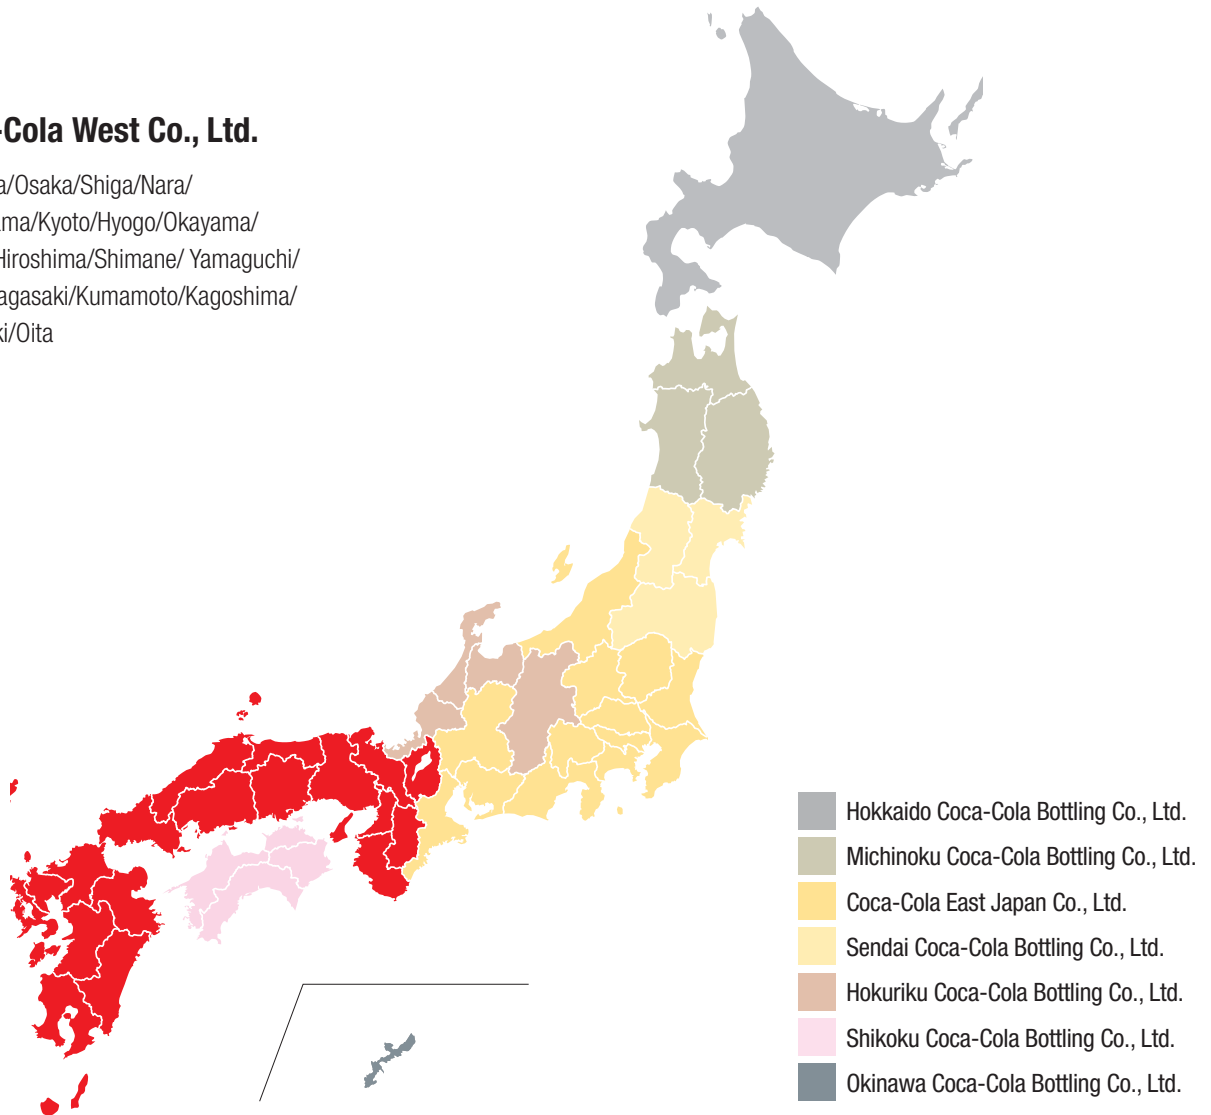 -Cola West Co., Ltd.
a/Osaka/Shiga/Nara/
ama/Kyoto/Hyogo/Okayama/
Hiroshima/Shimane/ Yamaguchi/
agasaki/Kumamoto/Kagoshima/
ki/Oita
Hokkaido Coca-Cola Bottling Co., Ltd.
Michinoku Coca-Cola Bottling Co., Ltd.
Coca-Cola East Japan Co., Ltd.
Sendai Coca-Cola Bottling Co., Ltd.
Hokuriku Coca-Cola Bottling Co., Ltd.
Shikoku Coca-Cola Bottling Co., Ltd.
Okinawa Coca-Cola Bottling Co., Ltd.